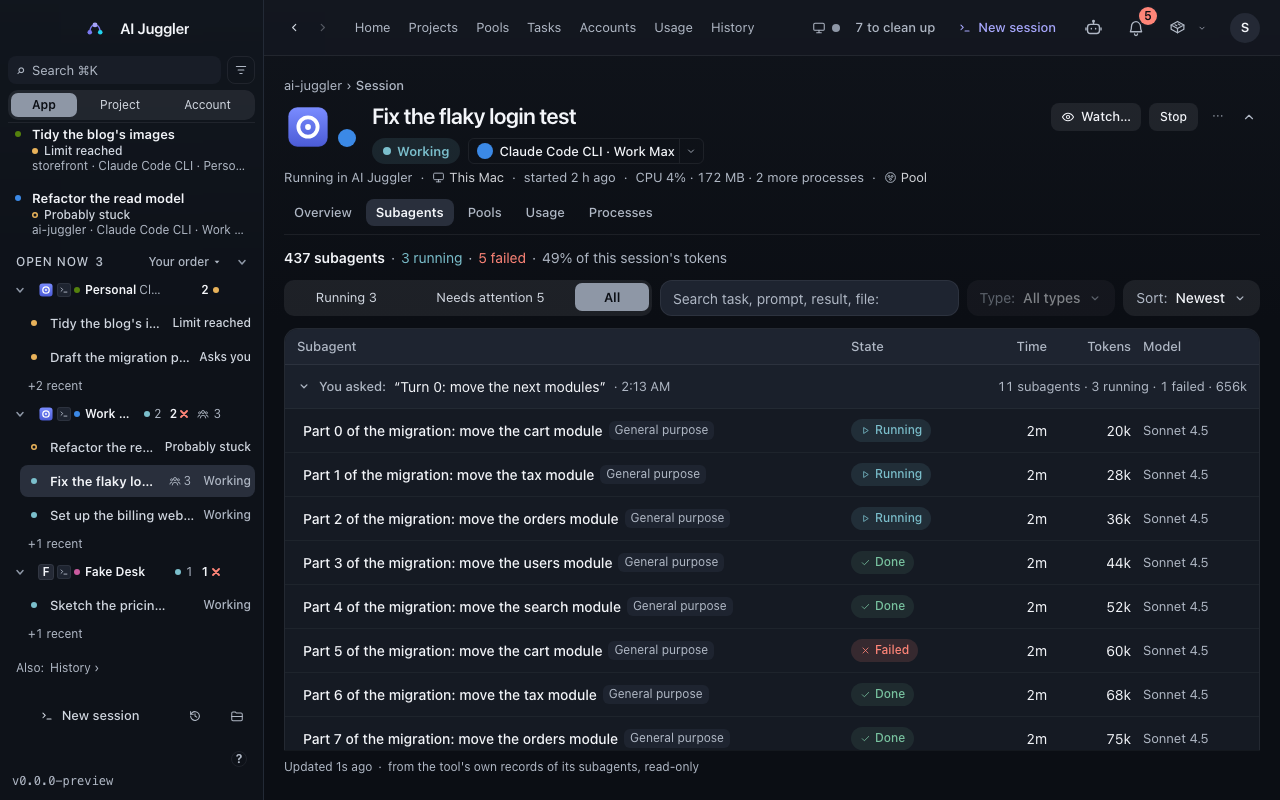 AI Juggler
Search ⌘K
App Project Account
Tidy the blog's images
Limit reached
storefront · Claude Code CLI · Perso...
Refactor the read model
Probably stuck
ai-juggler · Claude Code CLI · Work ...
OPEN NOW 3 Your order
Personal Cl... 2
Tidy the blog's i... Limit reached
Draft the migration p... Asks you
+2 recent
Work ... 2 2 3
Refactor the re... Probably stuck
Fix the flaky lo... 3 Working
Set up the billing web... Working
+1 recent
F Fake Desk 1 1
Sketch the pricin... Working
+1 recent
Also: History ›
New session
?
v0.0.0-preview
Home Projects Pools Tasks Accounts Usage History 7 to clean up New session 5 S
ai-juggler › Session
Fix the flaky login test
Watch... Stop ...
Working Claude Code CLI · Work Max
Running in AI Juggler · This Mac · started 2 h ago · CPU 4% · 172 MB · 2 more processes · Pool
Overview Subagents Pools Usage Processes
437 subagents · 3 running · 5 failed · 49% of this session's tokens
Running 3 Needs attention 5 All Search task, prompt, result, file: Type: All types Sort: Newest
Subagent State Time Tokens Model
You asked: “Turn 0: move the next modules” · 2:13 AM 11 subagents · 3 running · 1 failed · 656k
Part 0 of the migration: move the cart module General purpose Running 2m 20k Sonnet 4.5
Part 1 of the migration: move the tax module General purpose Running 2m 28k Sonnet 4.5
Part 2 of the migration: move the orders module General purpose Running 2m 36k Sonnet 4.5
Part 3 of the migration: move the users module General purpose Done 2m 44k Sonnet 4.5
Part 4 of the migration: move the search module General purpose Done 2m 52k Sonnet 4.5
Part 5 of the migration: move the cart module General purpose Failed 2m 60k Sonnet 4.5
Part 6 of the migration: move the tax module General purpose Done 2m 68k Sonnet 4.5
Part 7 of the migration: move the orders module General purpose Done 2m 75k Sonnet 4.5
Updated 1s ago · from the tool's own records of its subagents, read-only